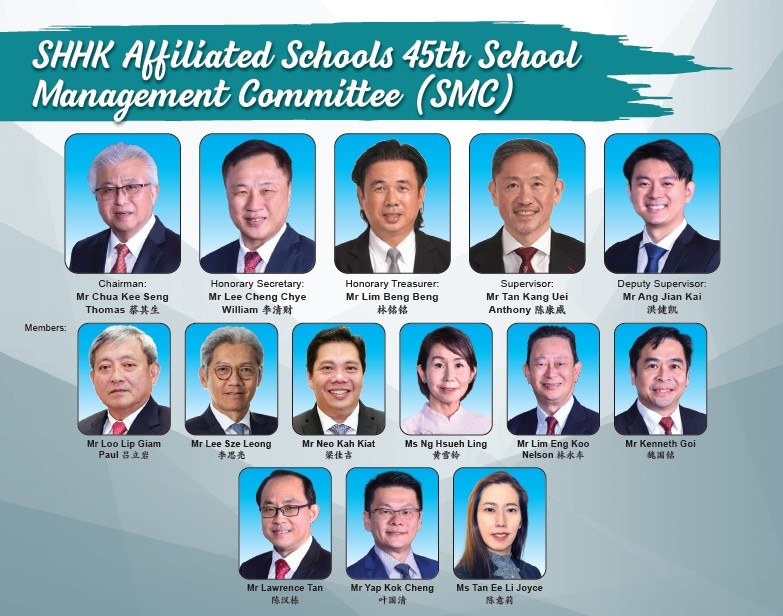 SHHK Affiliated Schools 45th School
Management Committee (SMC)
Chairman:
Mr Chua Kee Seng
Thomas 蔡其生
Honorary Secretary:
Mr Lee Cheng Chye
William 李清财
Honorary Treasurer:
Mr Lim Beng Beng
林铭铭
Supervisor:
Mr Tan Kang Uei
Anthony 陈康威
Deputy Supervisor:
Mr Ang Jian Kai
洪健凯
Members:
Mr Loo Lip Giam
Paul 吕立岩
Mr Lee Sze Leong
李思亮
Mr Neo Kah Kiat
梁佳吉
Ms Ng Hsueh Ling
黄雪铃
Mr Lim Eng Koo
Nelson 林永奉
Mr Kenneth Goi
魏国铭
Mr Lawrence Tan
陈汉栋
Mr Yap Kok Cheng
叶国清
Ms Tan Ee Li Joyce
陈意莉